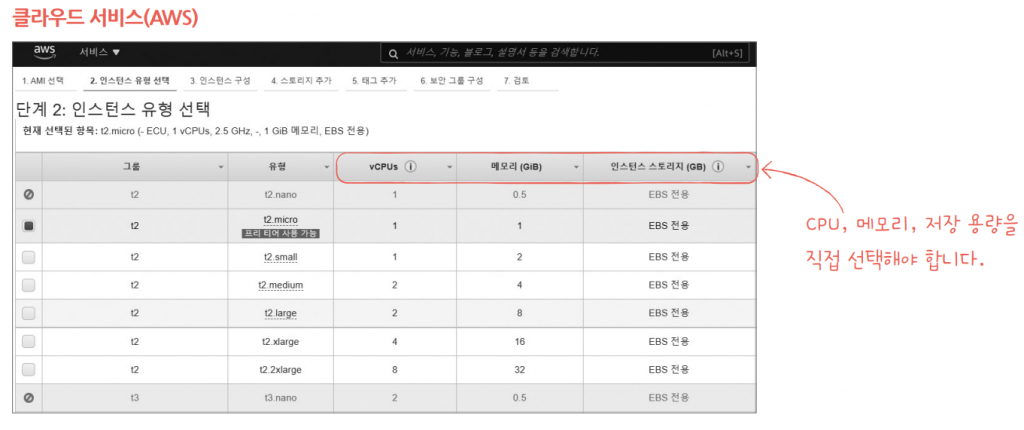 클라우드 서비스(AWS)
aws 서비스 ▼ 서비스, 기능, 블로그, 설명서 등을 검색합니다. [Alt+S]
1. AMI 선택 2. 인스턴스 유형 선택 3. 인스턴스 구성 4. 스토리지 추가 5. 태그 추가 6. 보안 그룹 구성 7. 검토
단계 2: 인스턴스 유형 선택
현재 선택된 항목: t2.micro (- ECU, 1 vCPUs, 2.5 GHz, -, 1 GiB 메모리, EBS 전용)
그룹 유형 vCPUs i 메모리 (GiB) 인스턴스 스토리지 (GB) i
t2 t2.nano 1 0.5 EBS 전용
t2 t2.micro 1 1 EBS 전용
프리 티어 사용 가능
t2 t2.small 1 2 EBS 전용
t2 t2.medium 2 4 EBS 전용
t2 t2.large 2 8 EBS 전용
t2 t2.xlarge 4 16 EBS 전용
t2 t2.2xlarge 8 32 EBS 전용
t3 t3.nano 2 0.5 EBS 전용
CPU, 메모리, 저장 용량을
직접 선택해야 합니다.